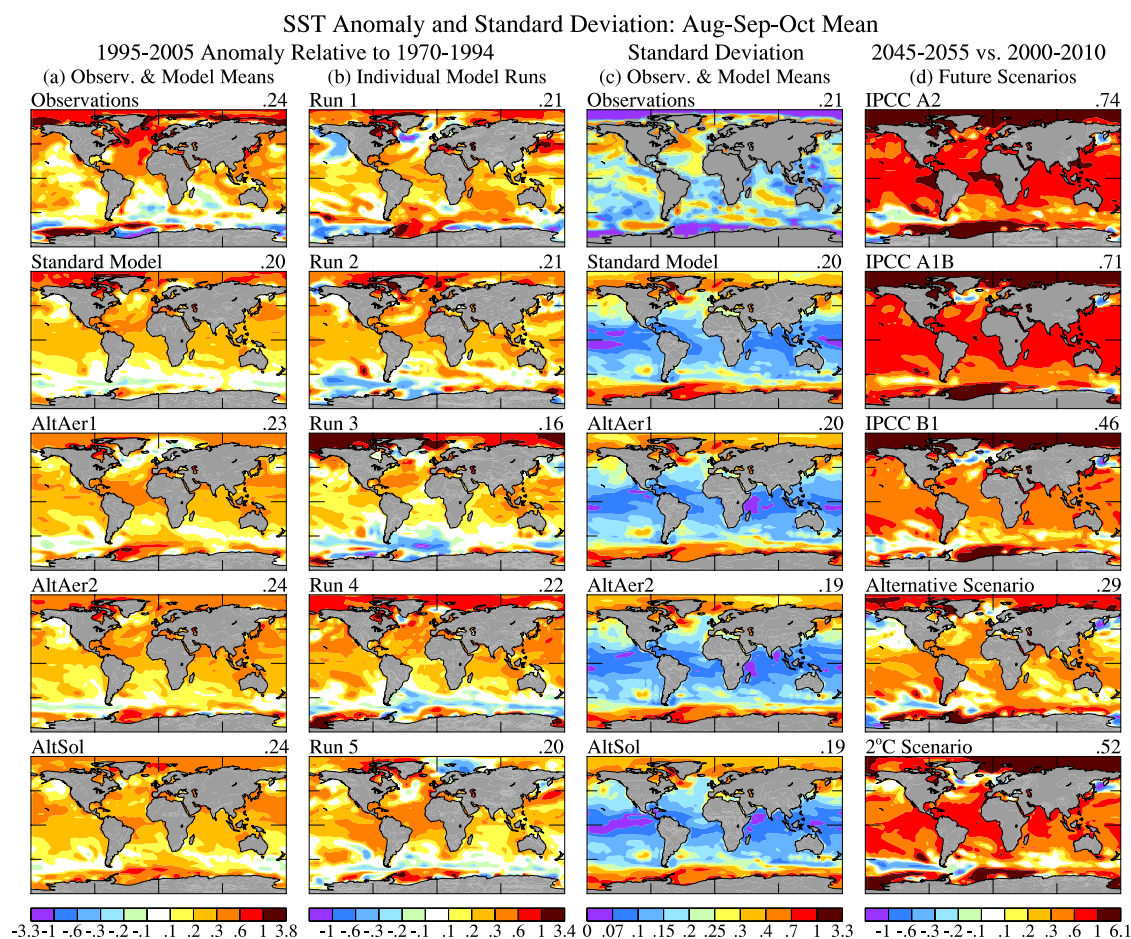 SST Anomaly and Standard Deviation: Aug-Sep-Oct Mean
1995-2005 Anomaly Relative to 1970-1994 Standard Deviation 2045-2055 vs. 2000-2010
(a) Observ. & Model Means (b) Individual Model Runs (c) Observ. & Model Means (d) Future Scenarios
Observations .24 Run 1 .21 Observations .21 IPCC A2 .74
Standard Model .20 Run 2 .21 Standard Model .20 IPCC A1B .71
AltAer1 .23 Run 3 .16 AltAer1 .20 IPCC B1 .46
AltAer2 .24 Run 4 .22 AltAer2 .19 Alternative Scenario .29
AltSol .24 Run 5 .20 AltSol .19 2°C Scenario .52
-3.3 -1 -.6 -.3 -.2 -.1 .1 .2 .3 .6 1 3.8 -1 -.6 -.3 -.2 -.1 .1 .2 .3 .6 1 3.4 0 .07 .1 .15 .2 .25 .3 .4 .7 1 3.3 -1 -.6 -.3 -.2 -.1 .1 .2 .3 .6 1 6.1